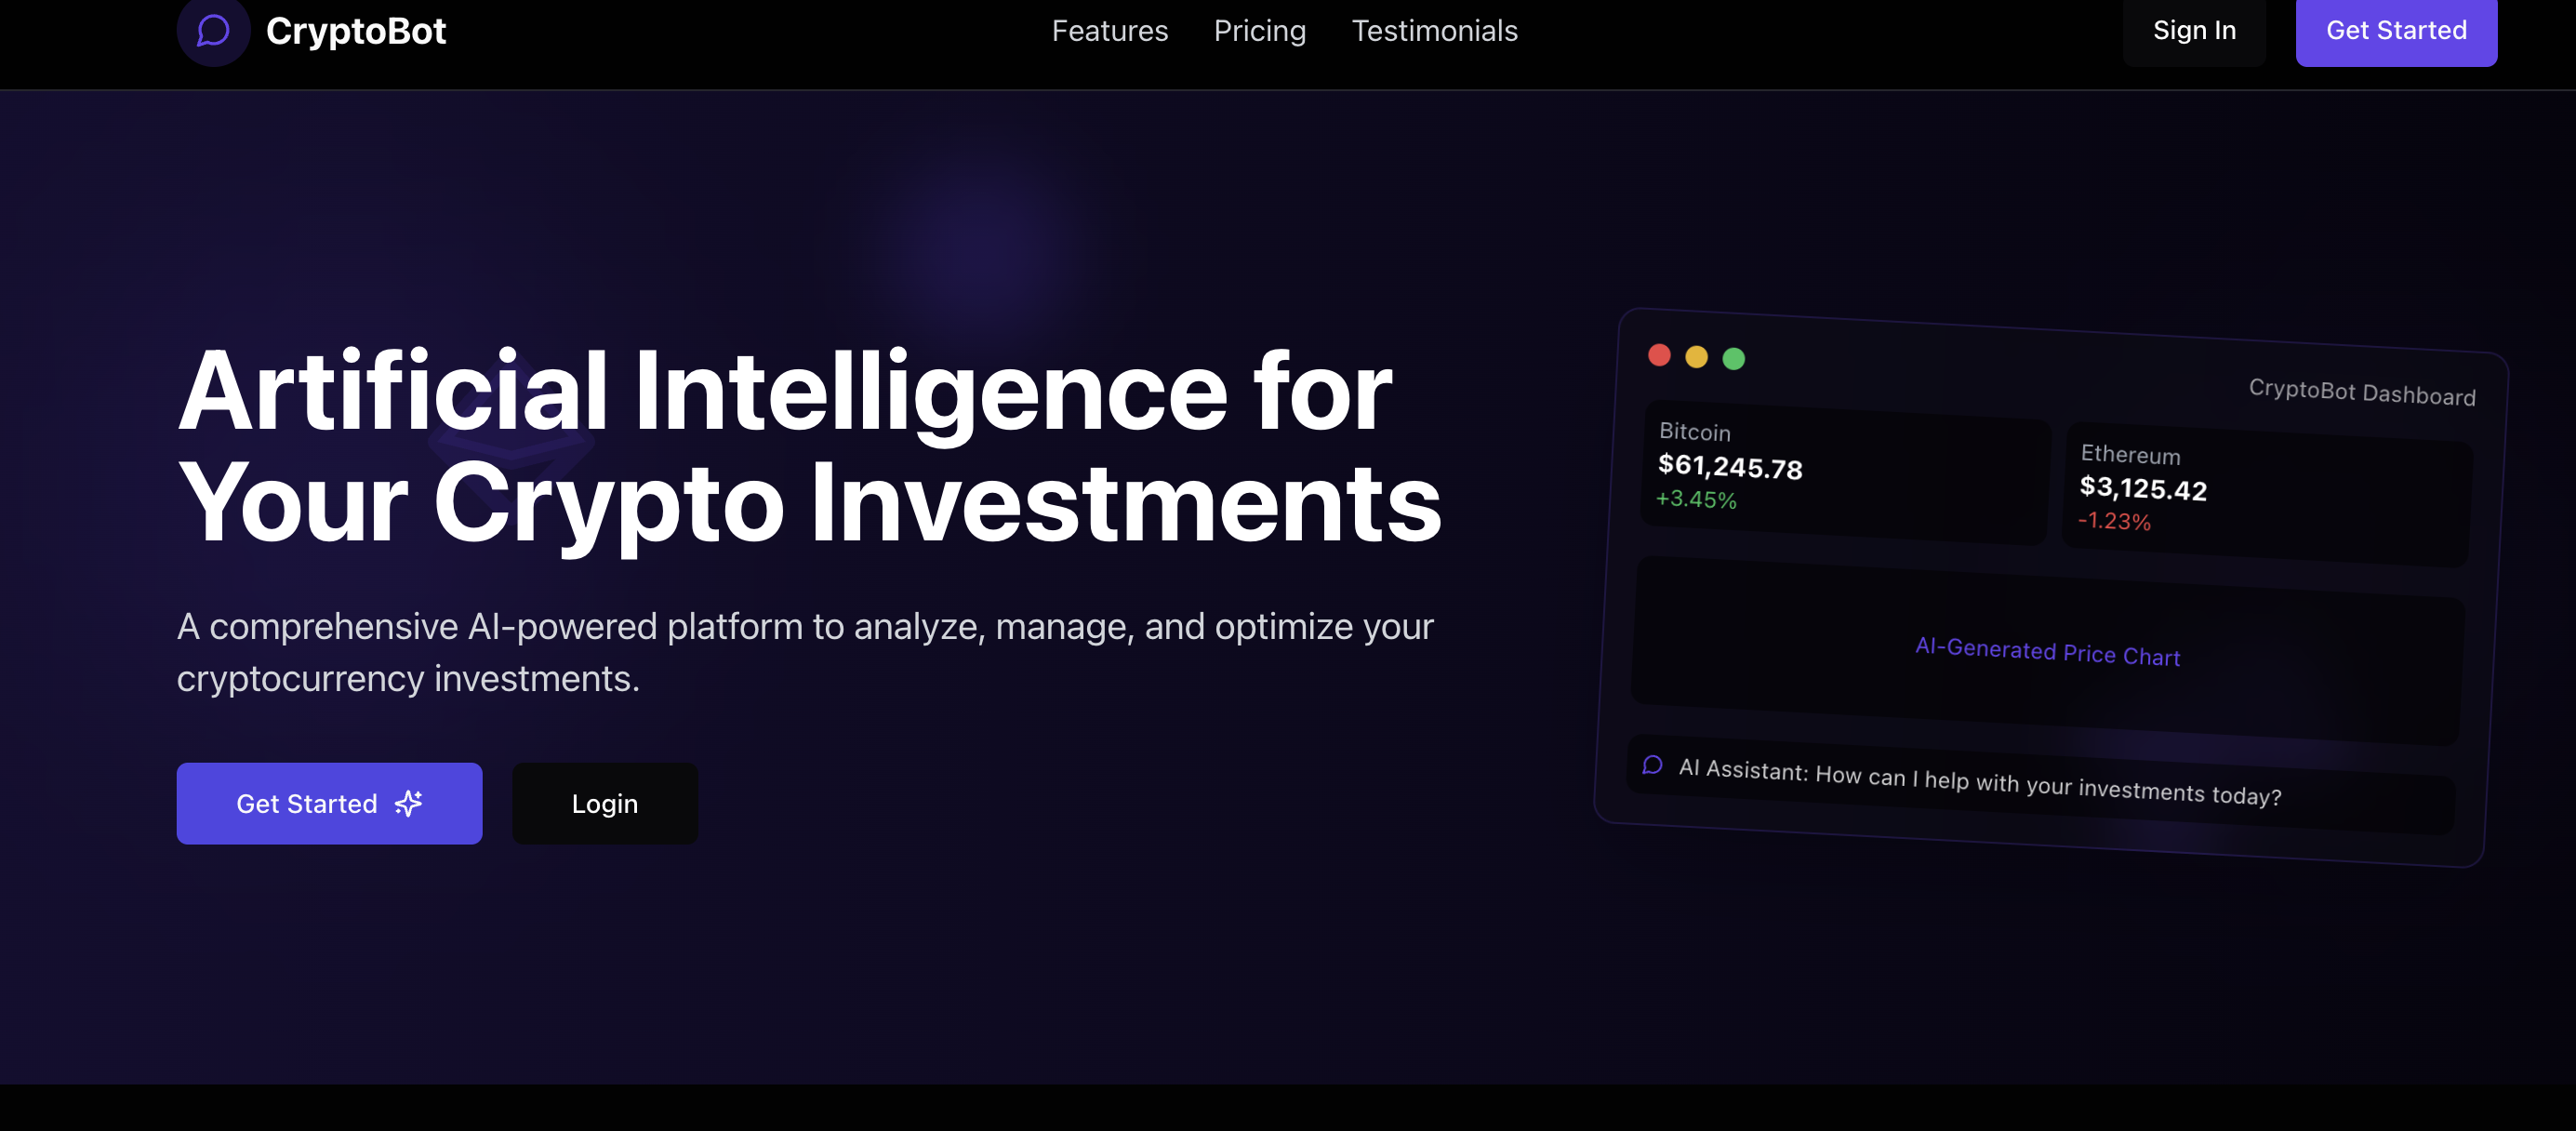 CryptoBot
Features
Pricing
Testimonials
Sign In
Get Started
Artificial Intelligence for
Your Crypto Investments
A comprehensive AI-powered platform to analyze, manage, and optimize your
cryptocurrency investments.
Get Started
Login
CryptoBot Dashboard
Bitcoin
$61,245.78
+3.45%
Ethereum
$3,125.42
-1.23%
AI-Generated Price Chart
AI Assistant: How can I help with your investments today?